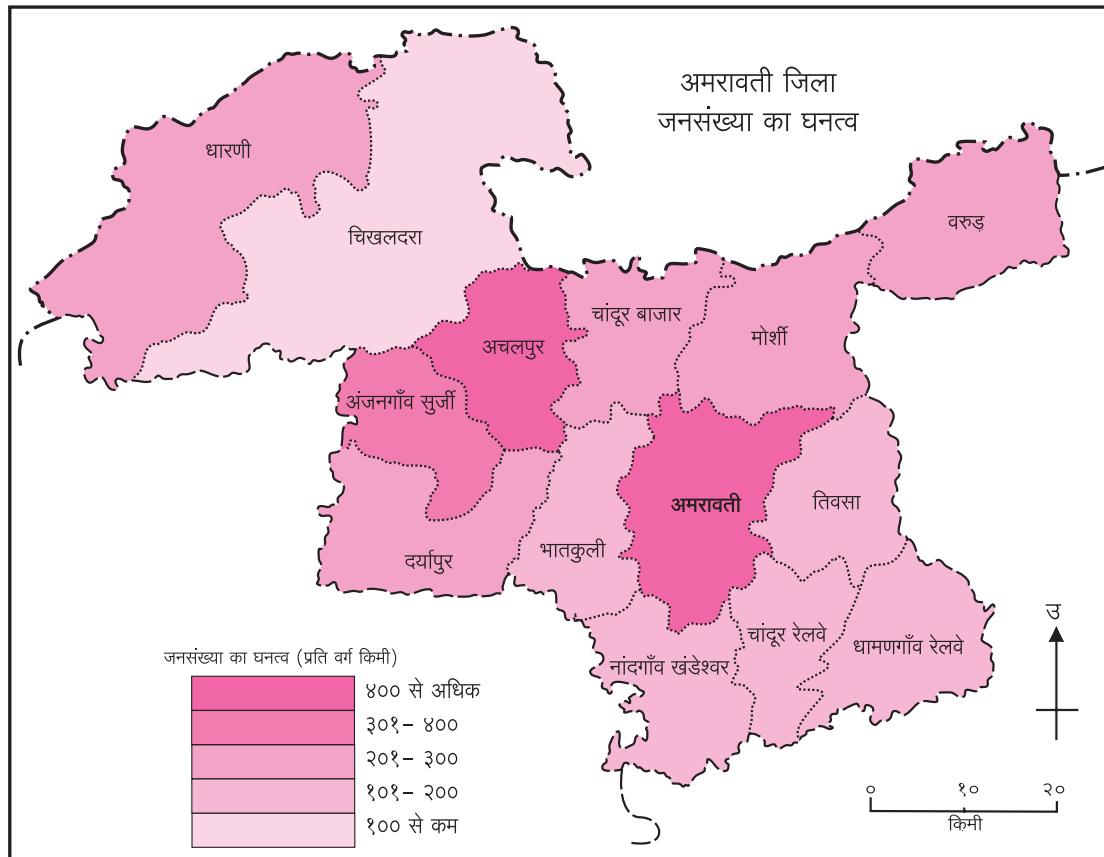 अमरावती जिला
जनसंख्या का घनत्व
धारणी
वरुड़
चिखलदरा
चांदूर बाजार
मोर्शी
अचलपुर
अंजनगाँव सुर्जी
अमरावती
तिवसा
भातकुली
दर्यापुर
उ
चांदूर रेलवे
धामणगाँव रेलवे
नांदगाँव खंडेश्वर
जनसंख्या का घनत्व (प्रति वर्ग किमी)
४०० से अधिक
३०१– ४००
२०१– ३००
१०१– २००
१०० से कम
० १० २०
किमी